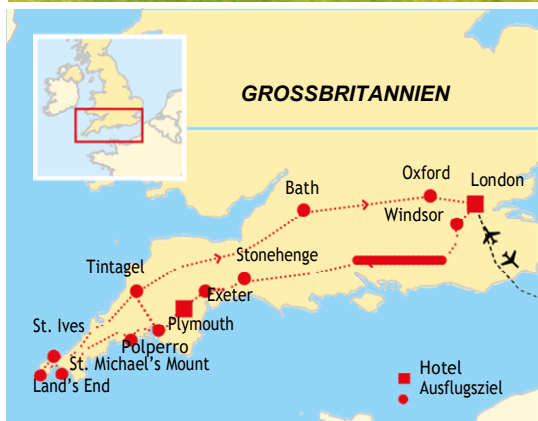 GROSSBRITANNIEN
Oxford
London
Bath
Windsor
Stonehenge
Tintagel
Exeter
St. Ives
Plymouth
Polperro
St. Michael's Mount
Land's End
Hotel
Ausflugsziel